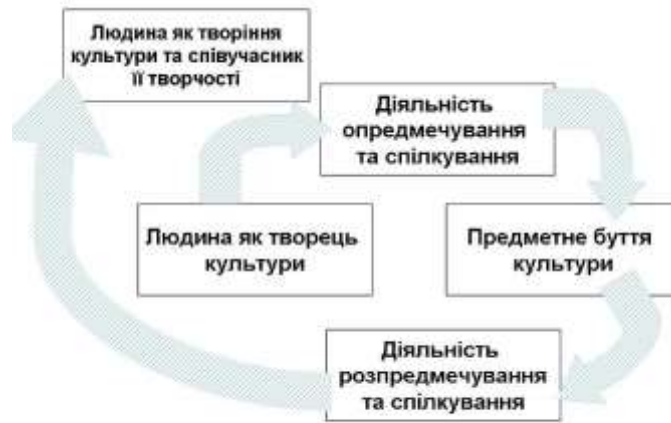 Людина як творіння
культури та співучасник
її творчості
Діяльність
опредмечування
та спілкування
Людина як творець
культури
Предметне буття
культури
Діяльність
розпредмечування
та спілкування